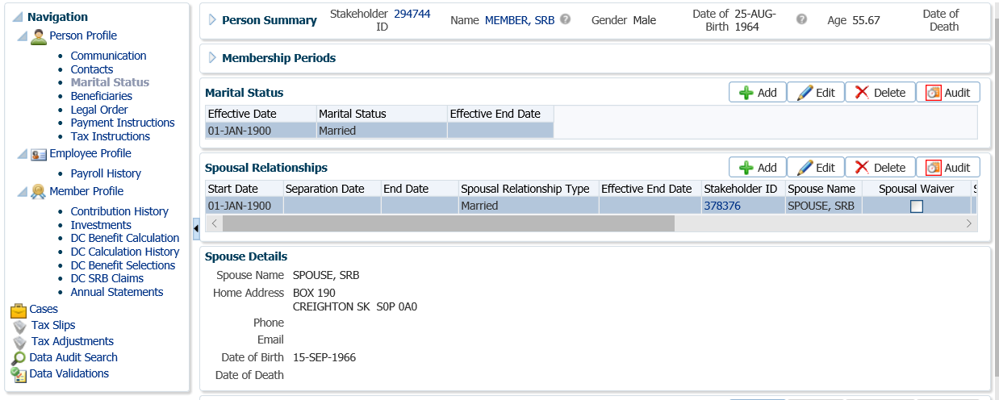 Navigation
Person Profile
Communication
Contacts
Marital Status
Beneficiaries
Legal Order
Payment Instructions
Tax Instructions
Employee Profile
Payroll History
Member Profile
Contribution History
Investments
DC Benefit Calculation
DC Calculation History
DC Benefit Selections
DC SRB Claims
Annual Statements
Cases
Tax Slips
Tax Adjustments
Data Audit Search
Data Validations
Person Summary Stakeholder ID 294744 Name MEMBER, SRB Gender Male Date of Birth 25-AUG-1964 Age 55.67 Date of Death
Membership Periods
Marital Status Add Edit Delete Audit
Effective Date Marital Status Effective End Date
01-JAN-1900 Married
Spousal Relationships Add Edit Delete Audit
Start Date Separation Date End Date Spousal Relationship Type Effective End Date Stakeholder ID Spouse Name Spousal Waiver
01-JAN-1900 Married 378376 SPOUSE, SRB
Spouse Details
Spouse Name SPOUSE, SRB
Home Address BOX 190
CREIGHTON SK S0P 0A0
Phone
Email
Date of Birth 15-SEP-1966
Date of Death